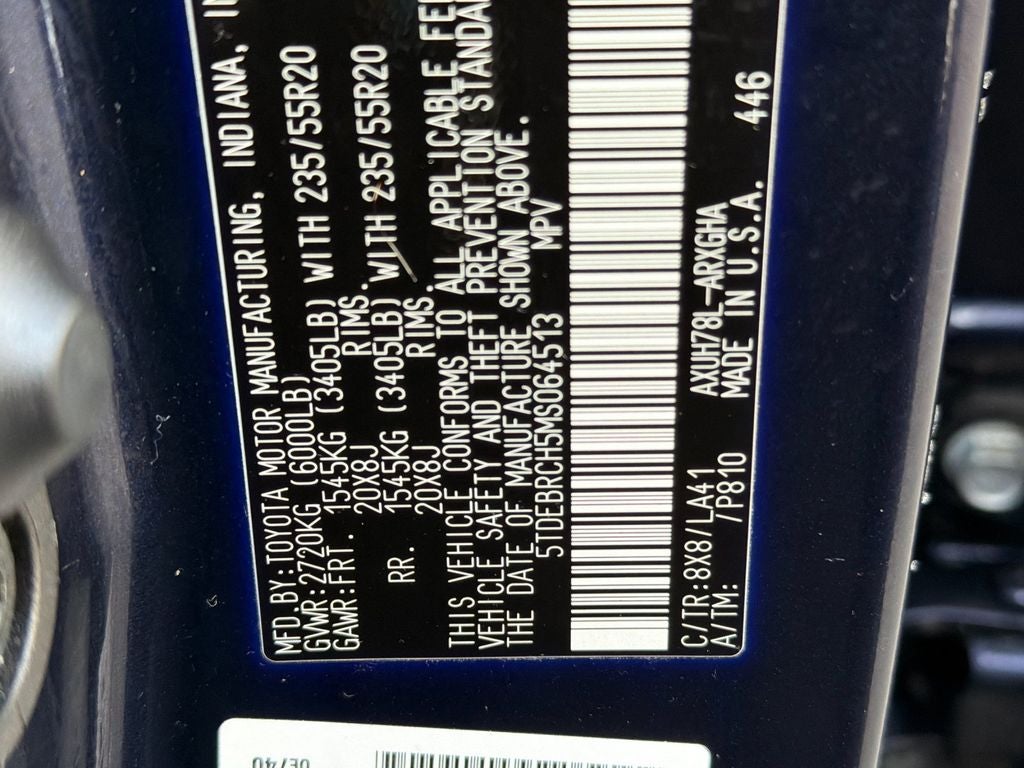 MFD.BY:TOYOTA MOTOR MANUFACTURING, INDIANA,
GVWR:2720KG (6000LB)
GAWR:FRT. 1545KG (3405LB) WITH 235/55R20
20X8J RIMS.
RR. 1545KG (3405LB) WITH 235/55R20
20X8J RIMS.
THIS VEHICLE CONFORMS TO ALL APPLICABLE
VEHICLE SAFETY AND THEFT PREVENTION
THE DATE OF MANUFACTURE SHOWN ABOVE.
5TDEBRCH5MS064513 MPV
C/TR:8X8/LA41 AXUH78L-ARXGHA
A/TM: /P810 MADE IN U.S.A. 446